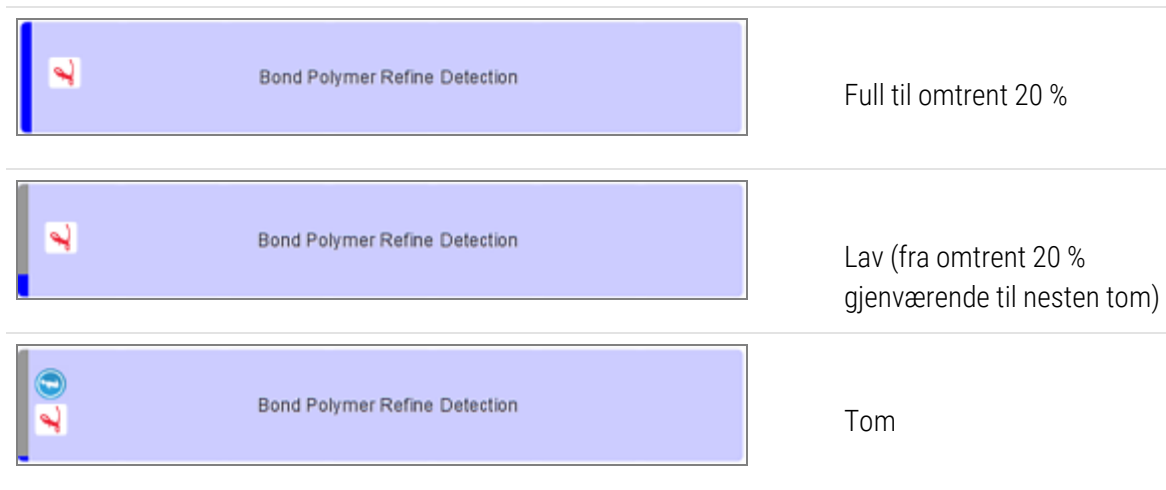 Bond Polymer Refine Detection
Full til omtrent 20 %
Bond Polymer Refine Detection
Lav (fra omtrent 20 %
gjenværende til nesten tom)
Bond Polymer Refine Detection
Tom